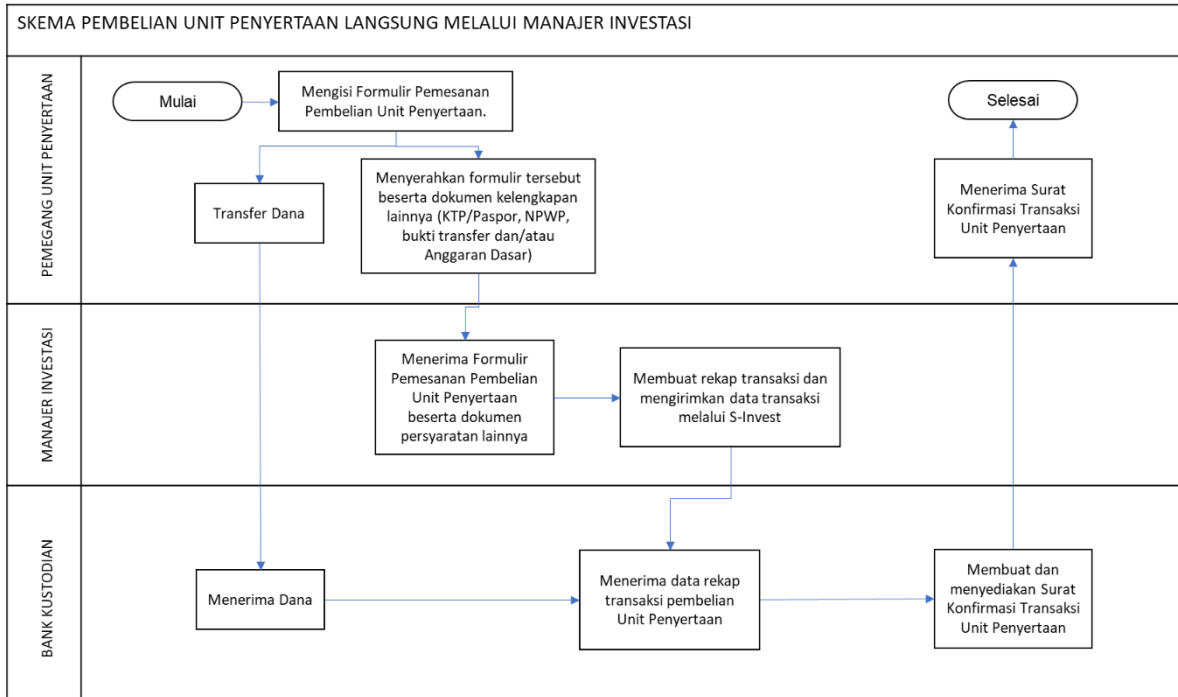 SKEMA PEMBELIAN UNIT PENYERTAAN LANGSUNG MELALUI MANAJER INVESTASI
PEMEGANG UNIT PENYERTAAN
Mulai
Mengisi Formulir Pemesanan
Pembelian Unit Penyertaan.
Selesai
Transfer Dana
Menyerahkan formulir tersebut
beserta dokumen kelengkapan
lainnya (KTP/Paspor, NPWP,
bukti transfer dan/atau
Anggaran Dasar)
Menerima Surat
Konfirmasi Transaksi
Unit Penyertaan
MANAJER INVESTASI
Menerima Formulir
Pemesanan Pembelian
Unit Penyertaan
beserta dokumen
persyaratan lainnya
Membuat rekap transaksi dan
mengirimkan data transaksi
melalui S-Invest
BANK KUSTODIAN
Menerima Dana
Menerima data rekap
transaksi pembelian
Unit Penyertaan
Membuat dan
menyediakan Surat
Konfirmasi Transaksi
Unit Penyertaan